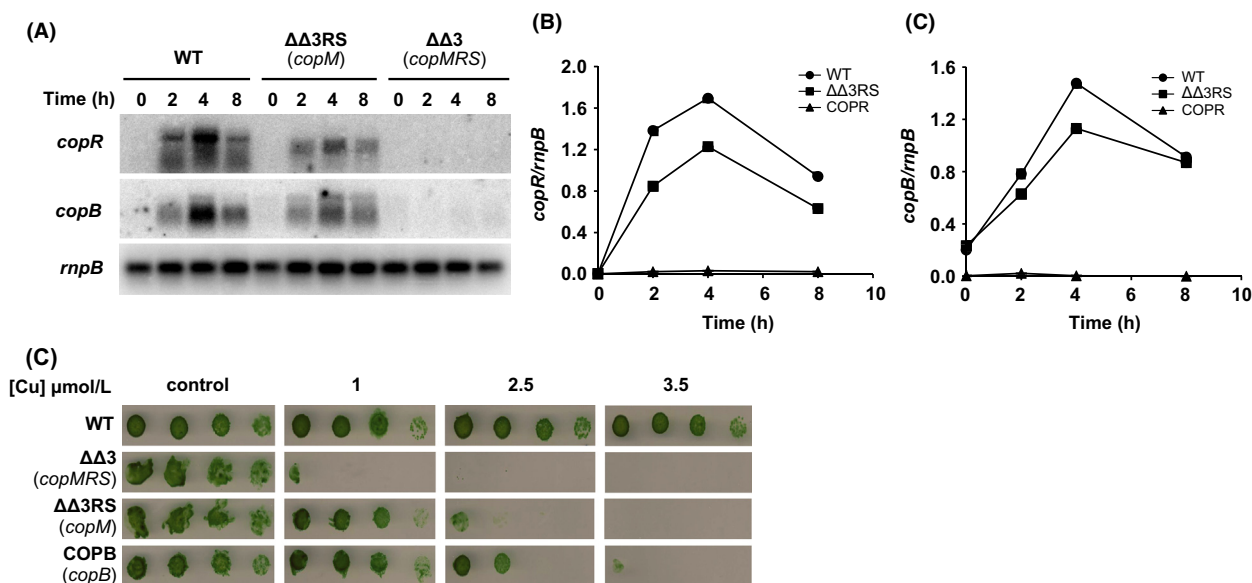 (A)
WT
ΔΔ3RS
(copM)
ΔΔ3
(copMRS)
Time (h) 0 2 4 8 0 2 4 8 0 2 4 8
copR
copB
rnpB
(B)
copR/rnpB
2.0
1.6
1.2
0.8
0.4
0.0
0 2 4 6 8 10
Time (h)
WT
ΔΔ3RS
COPR
(C)
copB/rnpB
1.6
1.2
0.8
0.4
0.0
0 2 4 6 8 10
Time (h)
WT
ΔΔ3RS
COPR
(C)
[Cu] μmol/L control 1 2.5 3.5
WT
ΔΔ3
(copMRS)
ΔΔ3RS
(copM)
COPB
(copB)